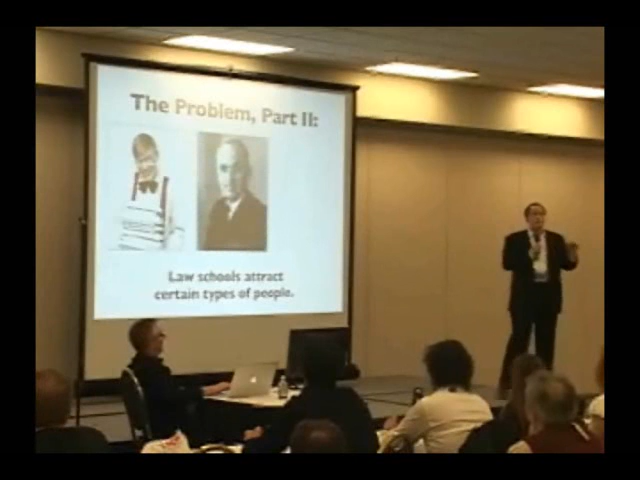 The Problem, Part II:
Law schools attract
certain types of people.